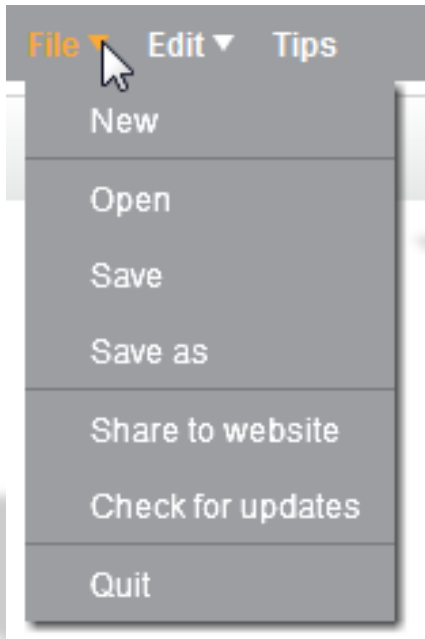 File Edit Tips
New
Open
Save
Save as
Share to website
Check for updates
Quit